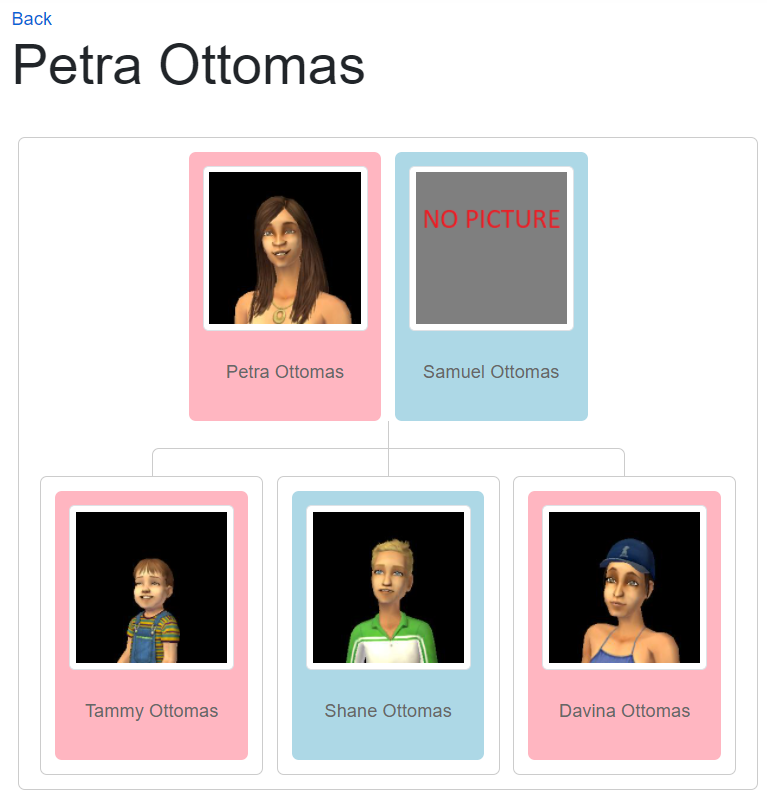 Back
Petra Ottomas
NO PICTURE
Petra Ottomas
Samuel Ottomas
Tammy Ottomas
Shane Ottomas
Davina Ottomas